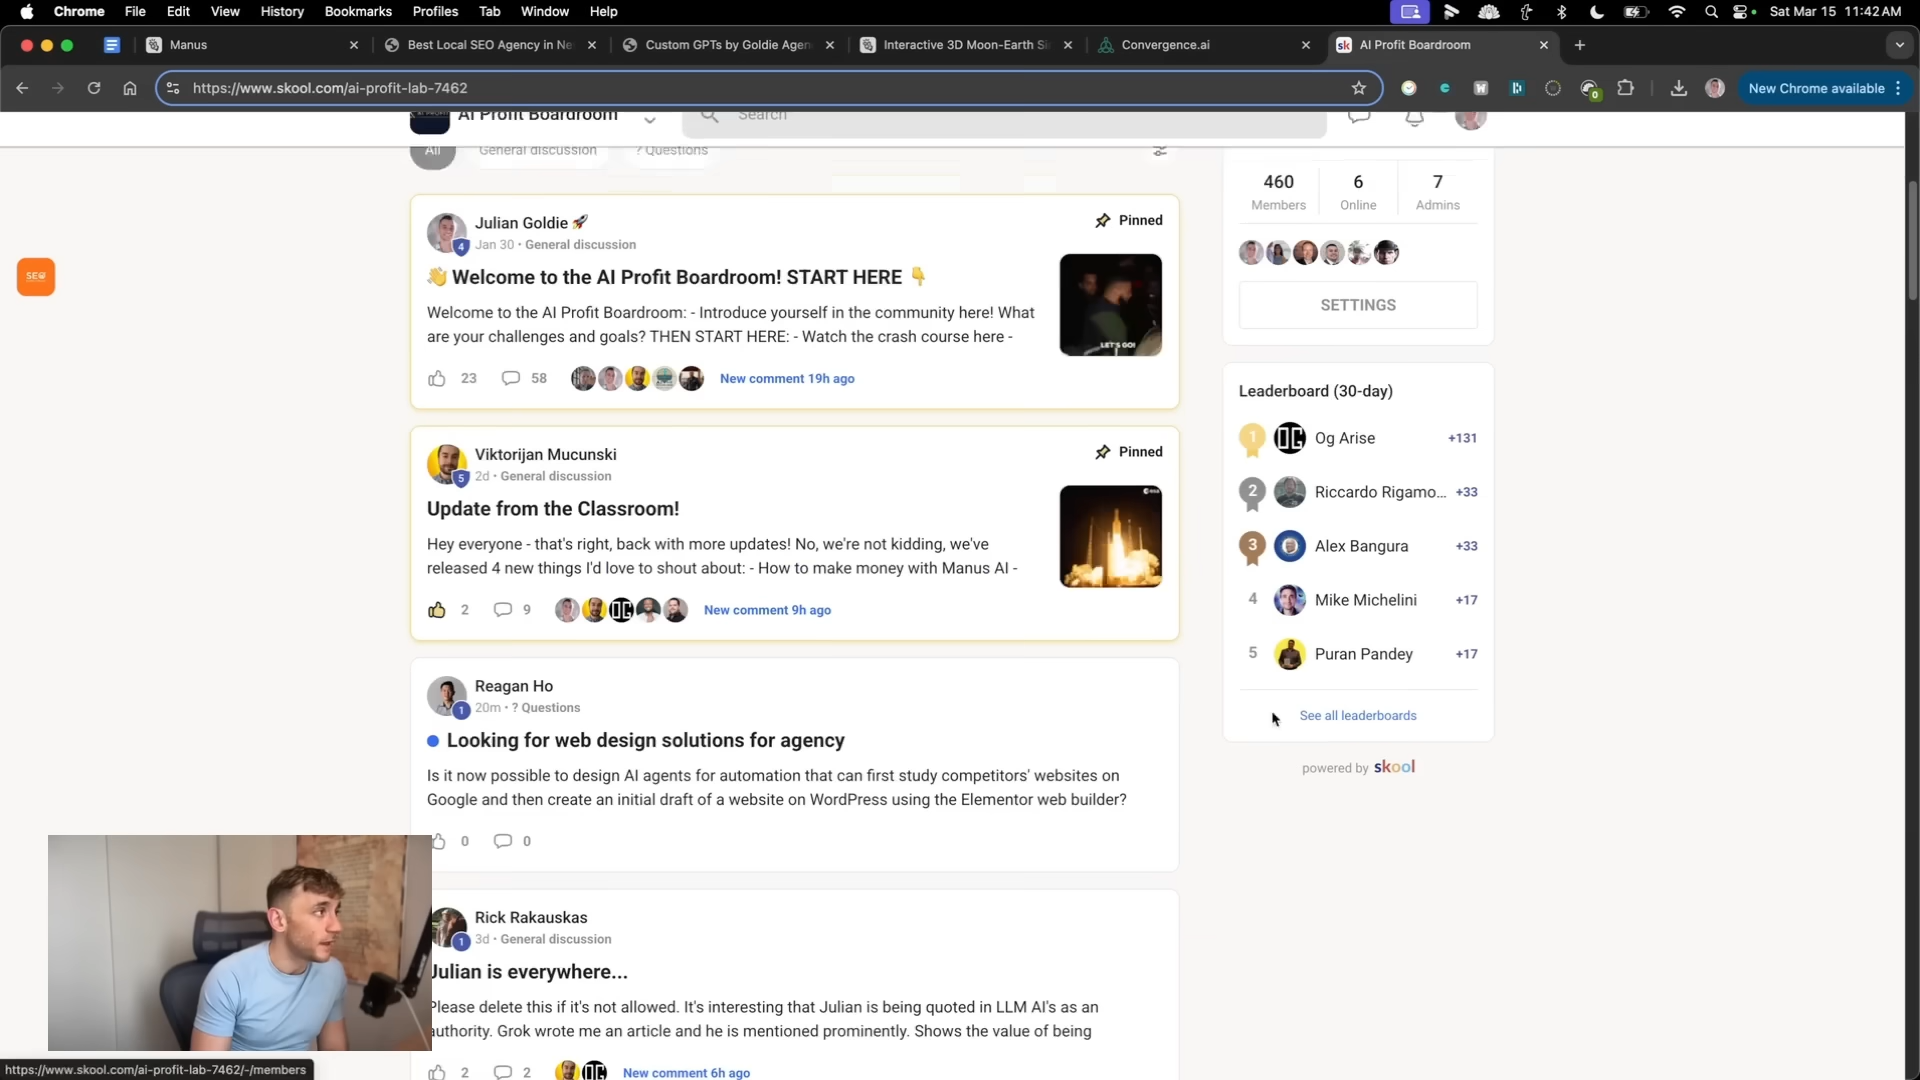 Chrome File Edit View History Bookmarks Profiles Tab Window Help Sat Mar 15 11:42 AM
Manus Best Local SEO Agency in Ne Custom GPTs by Goldie Agen Interactive 3D Moon-Earth Si Convergence.ai AI Profit Boardroom
https://www.skool.com/ai-profit-lab-7462 New Chrome available
AI Profit Boardroom Search
All General discussion ? Questions
Julian Goldie 🚀 Pinned
4 Jan 30 • General discussion
👋 Welcome to the AI Profit Boardroom! START HERE 👇
Welcome to the AI Profit Boardroom: - Introduce yourself in the community here! What
are your challenges and goals? THEN START HERE: - Watch the crash course here -
LET'S GO!
23 58 New comment 19h ago
Viktorijan Mucunski Pinned
5 2d • General discussion
Update from the Classroom!
Hey everyone - that's right, back with more updates! No, we're not kidding, we've
released 4 new things I'd love to shout about: - How to make money with Manus AI -
2 9 New comment 9h ago
Reagan Ho
1 20m • ? Questions
Looking for web design solutions for agency
Is it now possible to design AI agents for automation that can first study competitors' websites on
Google and then create an initial draft of a website on WordPress using the Elementor web builder?
0 0
Rick Rakauskas
1 3d • General discussion
Julian is everywhere...
Please delete this if it's not allowed. It's interesting that Julian is being quoted in LLM AI's as an
authority. Grok wrote me an article and he is mentioned prominently. Shows the value of being
2 2 New comment 6h ago
460 6 7
Members Online Admins
SETTINGS
Leaderboard (30-day)
1 Og Arise +131
2 Riccardo Rigamo... +33
3 Alex Bangura +33
4 Mike Michelini +17
5 Puran Pandey +17
See all leaderboards
powered by skool
SEO
https://www.skool.com/ai-profit-lab-7462/-/members